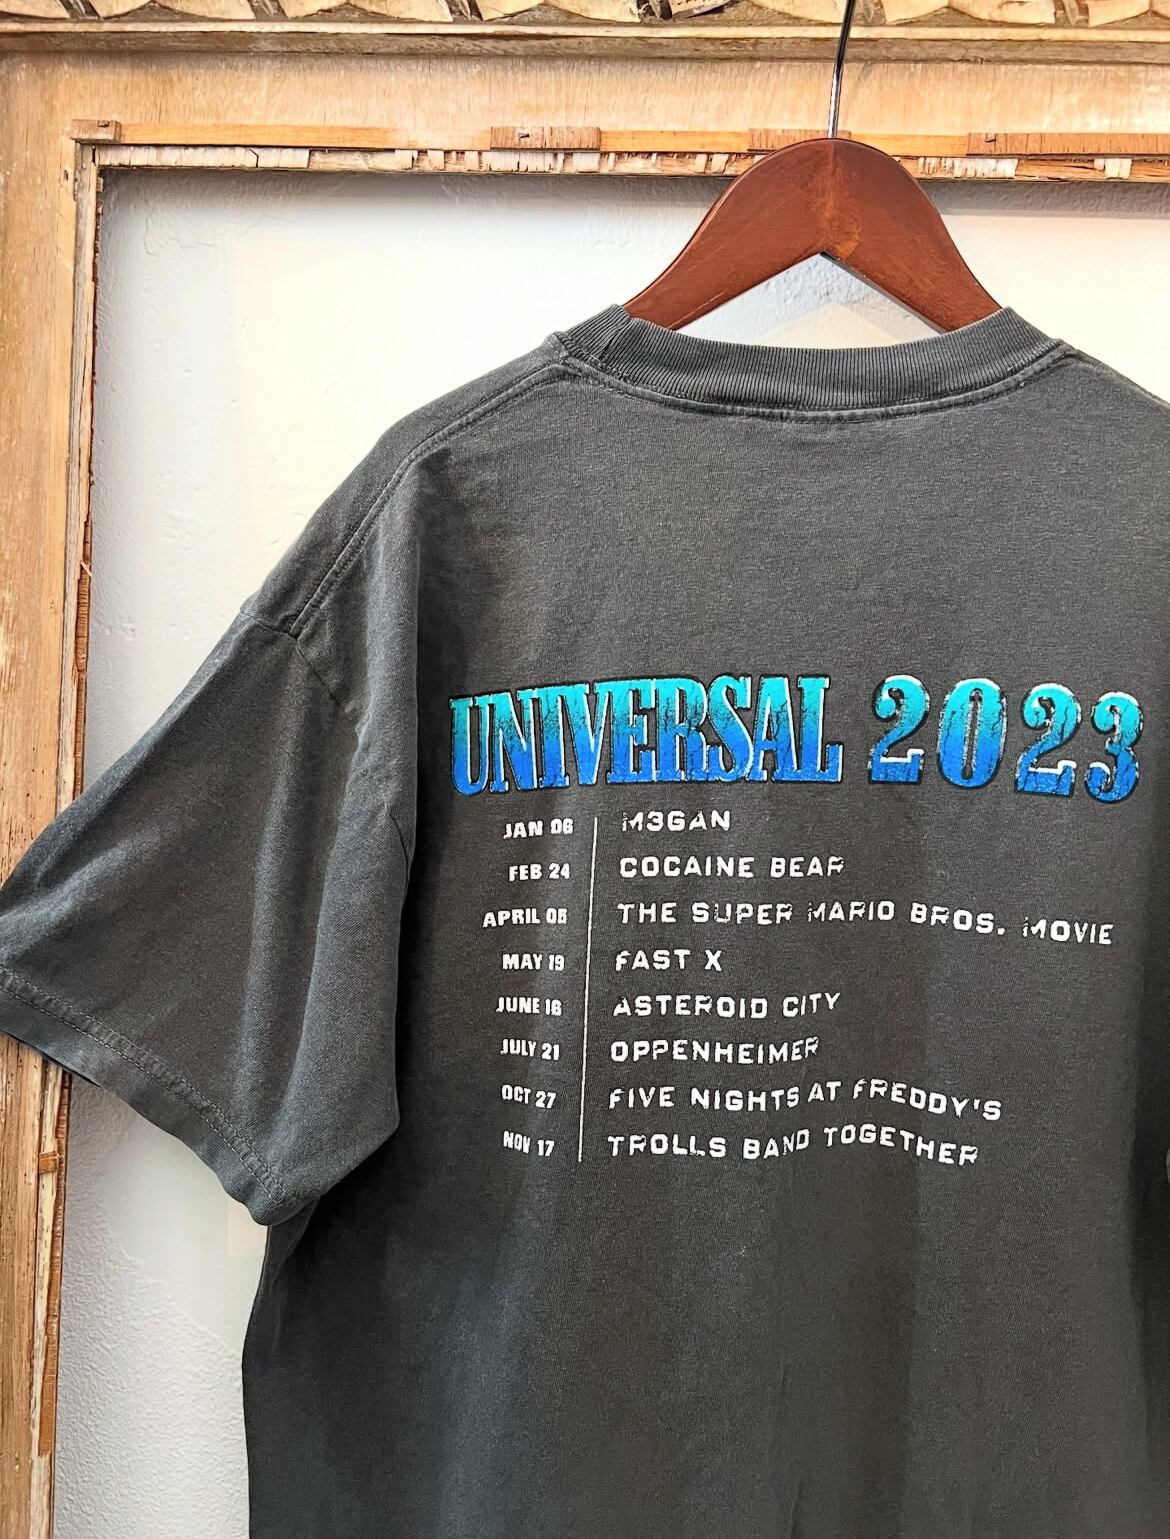 UNIVERSAL 2023
JAN 06 M3GAN
FEB 24 COCAINE BEAR
APRIL 05 THE SUPER MARIO BROS. MOVIE
MAY 19 FAST X
JUNE 16 ASTEROID CITY
JULY 21 OPPENHEIMER
OCT 27 FIVE NIGHTS AT FREDDY'S
NOV 17 TROLLS BAND TOGETHER